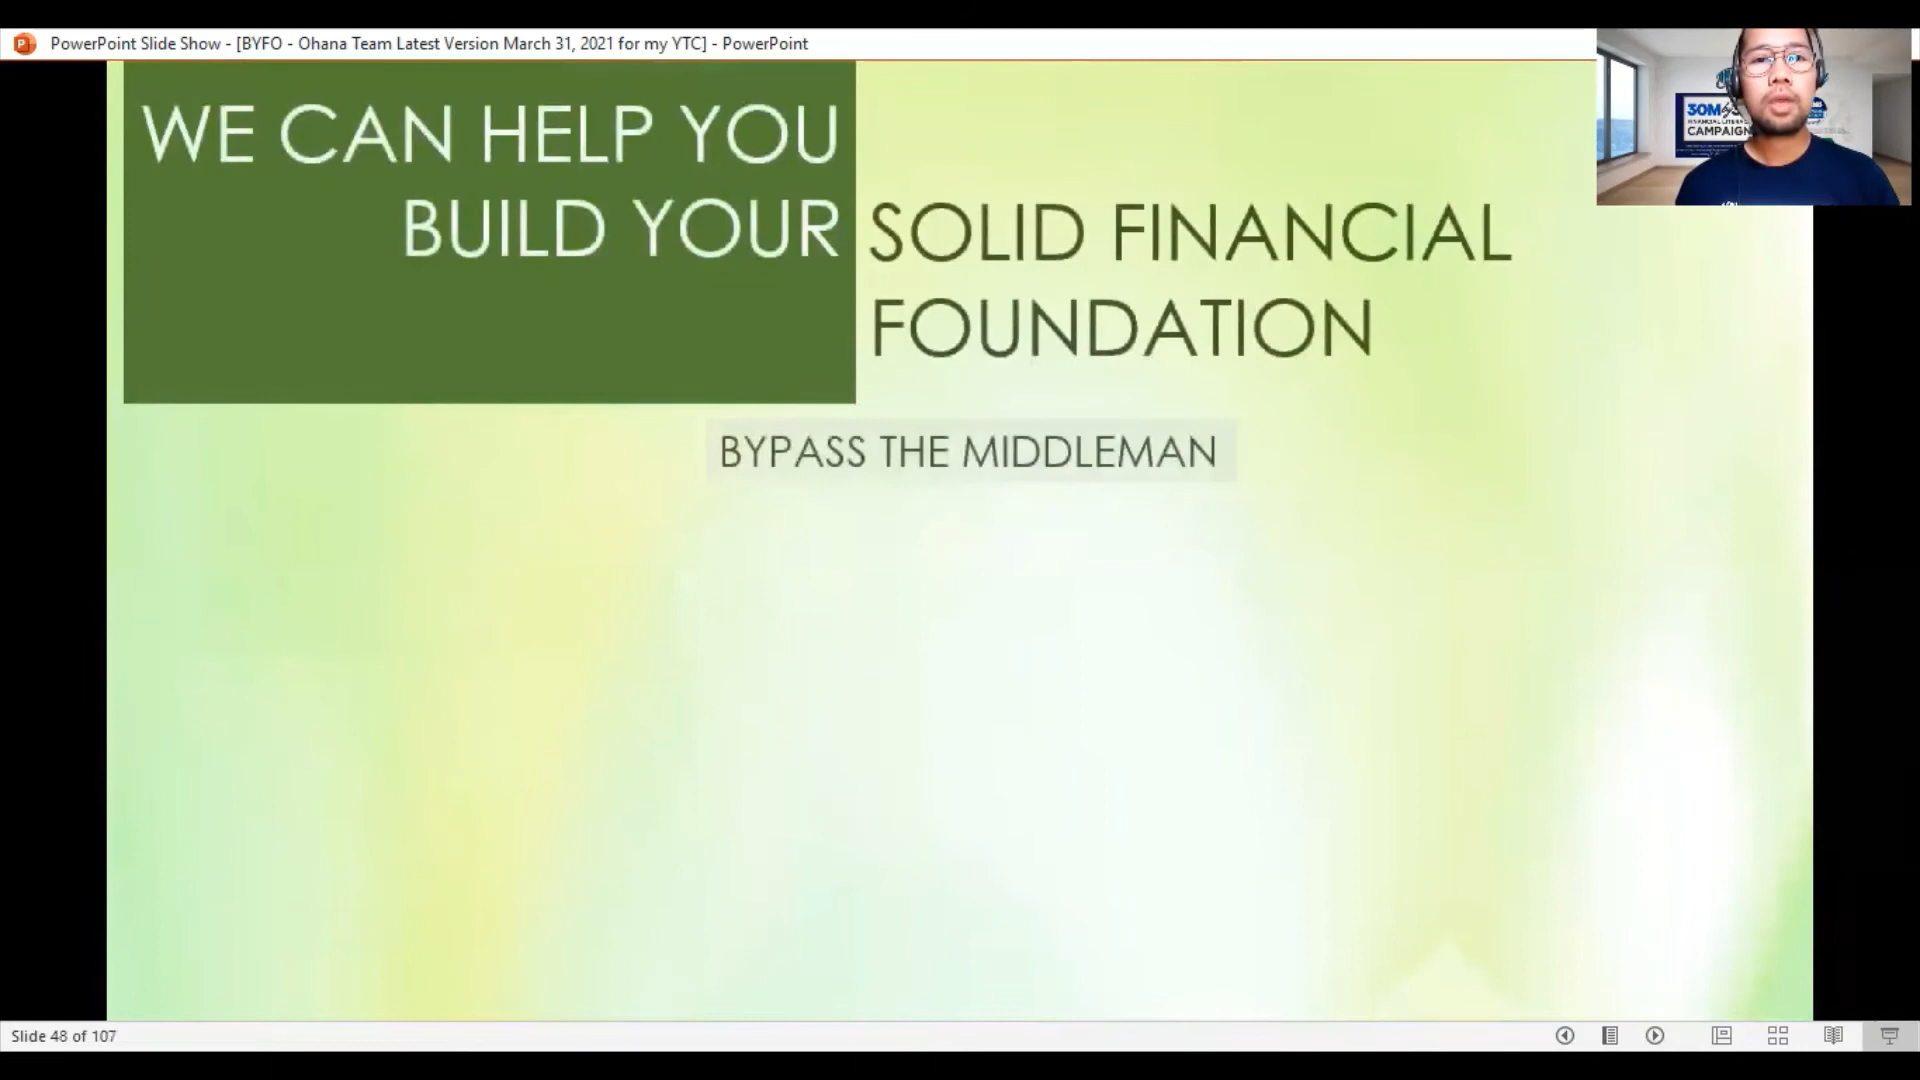 PowerPoint Slide Show - [BYFO - Ohana Team Latest Version March 31, 2021 for my YTC] - PowerPoint
WE CAN HELP YOU
BUILD YOUR
SOLID FINANCIAL
FOUNDATION
BYPASS THE MIDDLEMAN
30M
CAMPAIGN
Slide 48 of 107